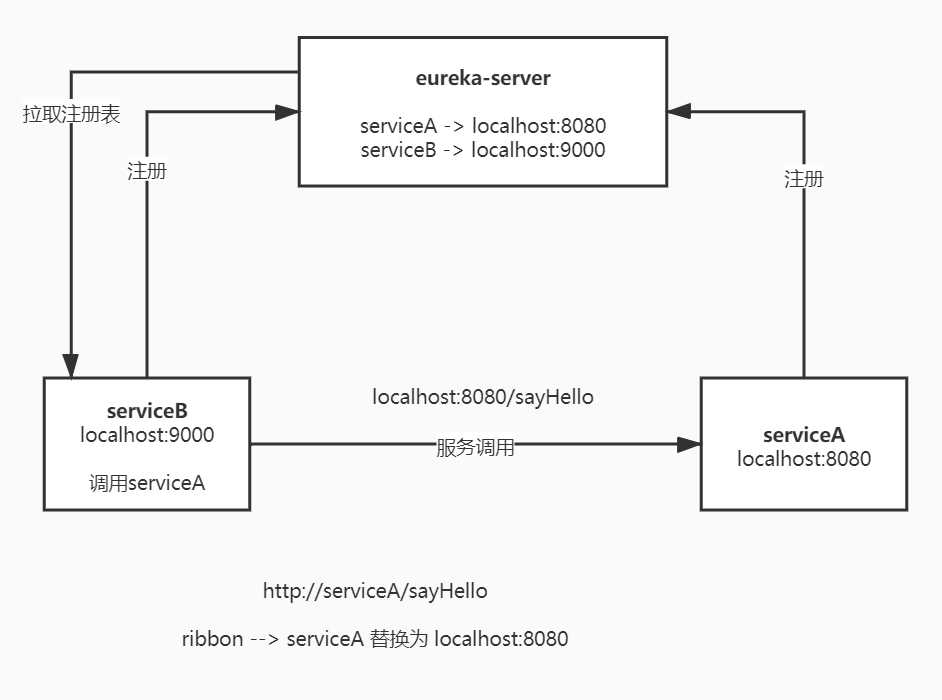 eureka-server
serviceA -> localhost:8080
serviceB -> localhost:9000
拉取注册表
注册
注册
localhost:8080/sayHello
serviceB
localhost:9000
调用serviceA
服务调用
serviceA
localhost:8080
http://serviceA/sayHello
ribbon --> serviceA 替换为 localhost:8080